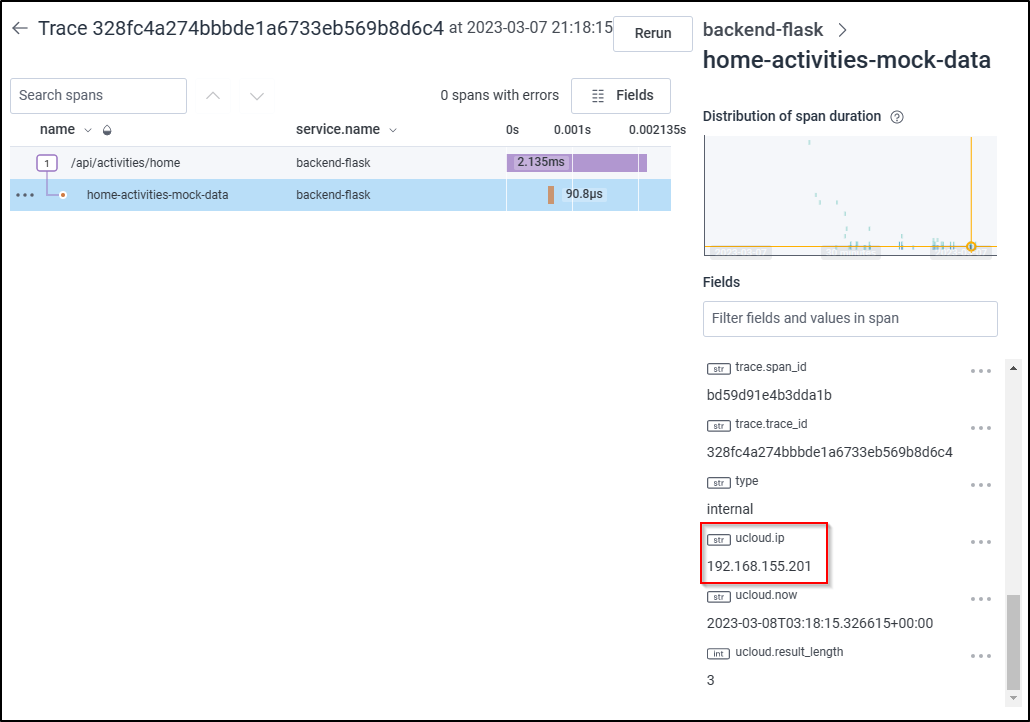 Trace 328fc4a274bbbde1a6733eb569b8d6c4 at 2023-03-07 21:18:15
Rerun
Search spans
0 spans with errors
Fields
name
service.name
0s
0.001s
0.002135s
1
/api/activities/home
backend-flask
2.135ms
home-activities-mock-data
backend-flask
90.8µs
backend-flask
home-activities-mock-data
Distribution of span duration
Fields
Filter fields and values in span
str trace.span_id
bd59d91e4b3dda1b
str trace.trace_id
328fc4a274bbbde1a6733eb569b8d6c4
str type
internal
str ucloud.ip
192.168.155.201
str ucloud.now
2023-03-08T03:18:15.326615+00:00
int ucloud.result_length
3